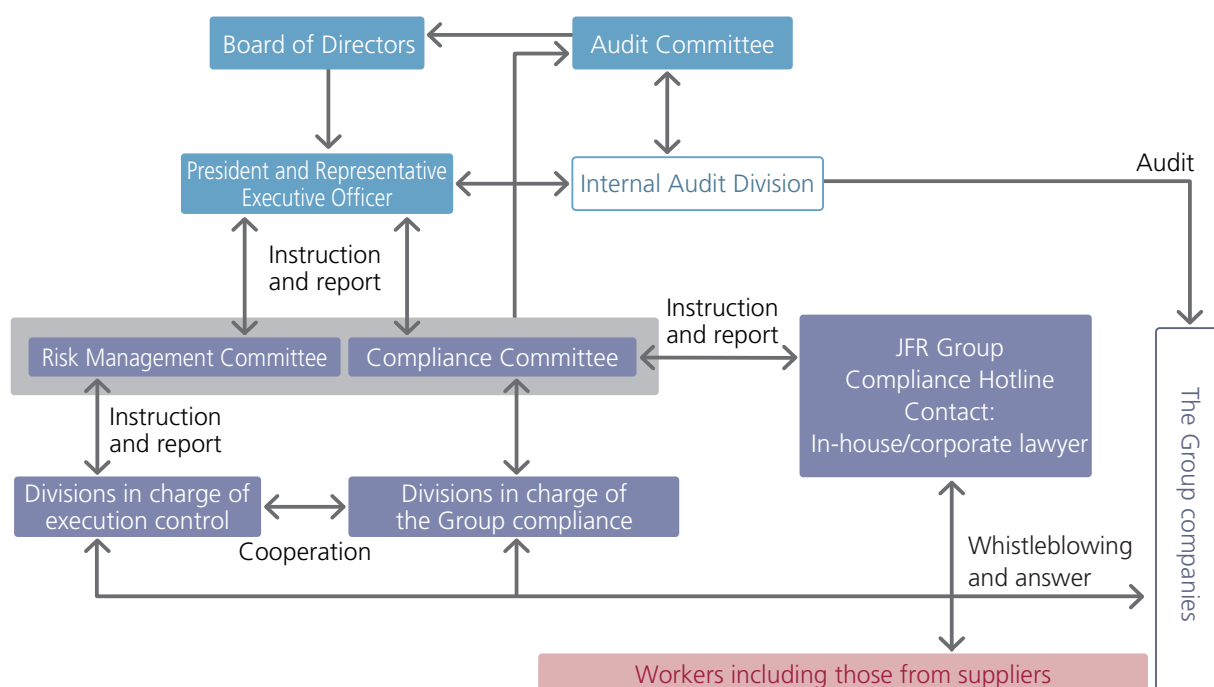 Board of Directors
Audit Committee
President and Representative
Executive Officer
Internal Audit Division
Audit
Instruction
and report
Instruction
and report
Risk Management Committee
Compliance Committee
JFR Group
Compliance Hotline
Contact:
In-house/corporate lawyer
The Group companies
Instruction
and report
Divisions in charge of
execution control
Divisions in charge of
the Group compliance
Cooperation
Whistleblowing
and answer
Workers including those from suppliers